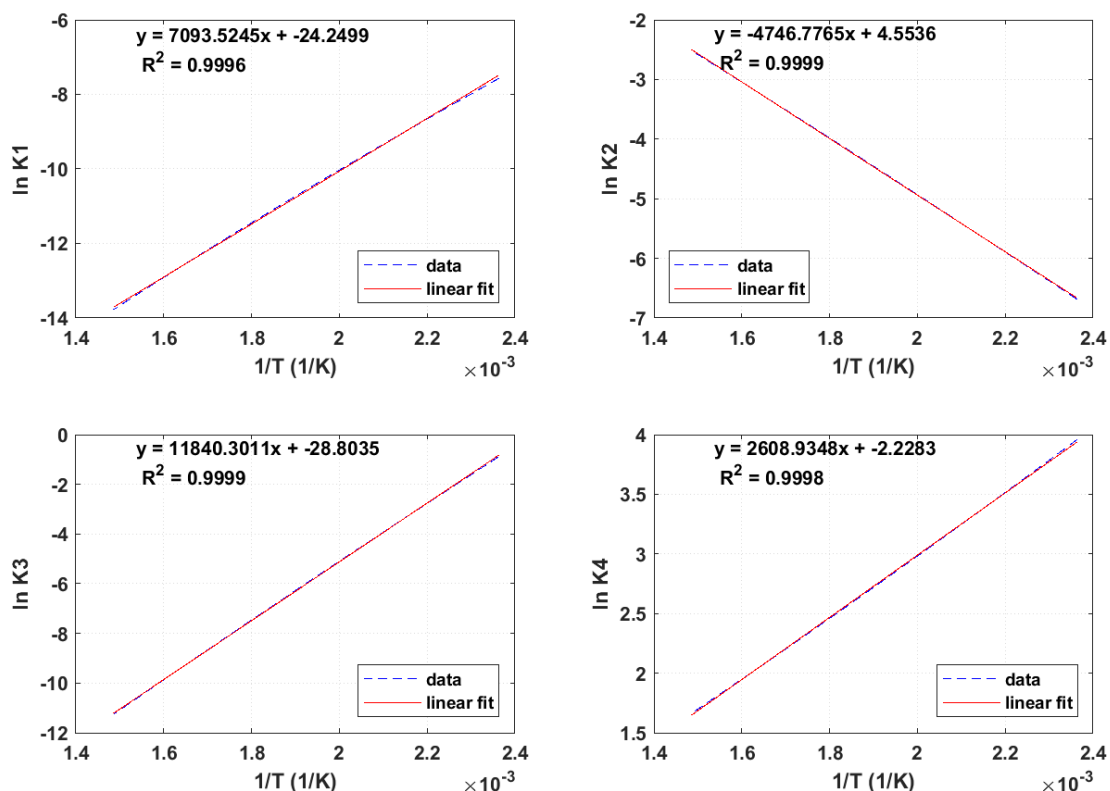 y = 7093.5245x + -24.2499
R² = 0.9996
-6
-8
-10
-12
-14
ln K1
data
linear fit
1.4 1.6 1.8 2 2.2 2.4
1/T (1/K)
×10⁻³
y = -4746.7765x + 4.5536
R² = 0.9999
-2
-3
-4
-5
-6
-7
ln K2
data
linear fit
1.4 1.6 1.8 2 2.2 2.4
1/T (1/K)
×10⁻³
y = 11840.3011x + -28.8035
R² = 0.9999
0
-2
-4
-6
-8
-10
-12
ln K3
data
linear fit
1.4 1.6 1.8 2 2.2 2.4
1/T (1/K)
×10⁻³
y = 2608.9348x + -2.2283
R² = 0.9998
4
3.5
3
2.5
2
1.5
ln K4
data
linear fit
1.4 1.6 1.8 2 2.2 2.4
1/T (1/K)
×10⁻³